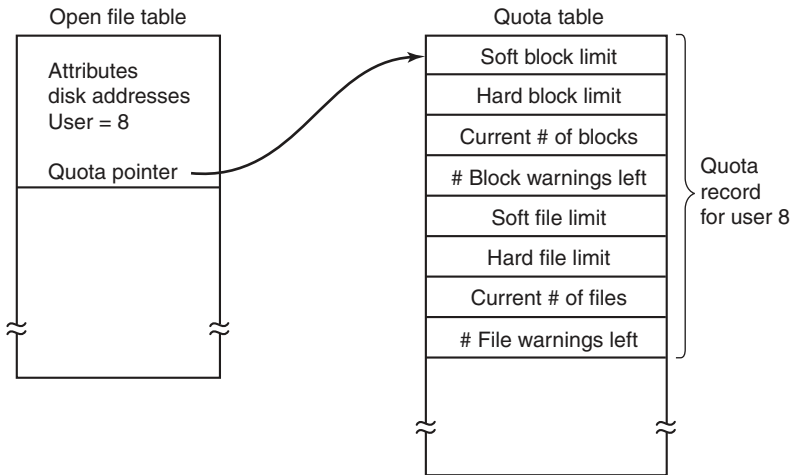 Open file table
Attributes
disk addresses
User = 8
Quota pointer
Quota table
Soft block limit
Hard block limit
Current # of blocks
# Block warnings left
Soft file limit
Hard file limit
Current # of files
# File warnings left
Quota
record
for user 8